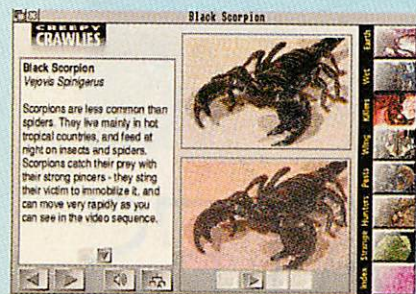 Black Scorpion
CREEPY
CRAWLIES
Black Scorpion
Vejovis Spinigerus
Scorpions are less common than
spiders. They live mainly in hot
tropical countries, and feed at
night on insects and spiders.
Scorpions catch their prey with
their strong pincers - they sting
their victim to immobilize it, and
can move very rapidly as you
can see in the video sequence.
Earth
Wet
Killers
Wing
Pests
Hunters
Strange
Index